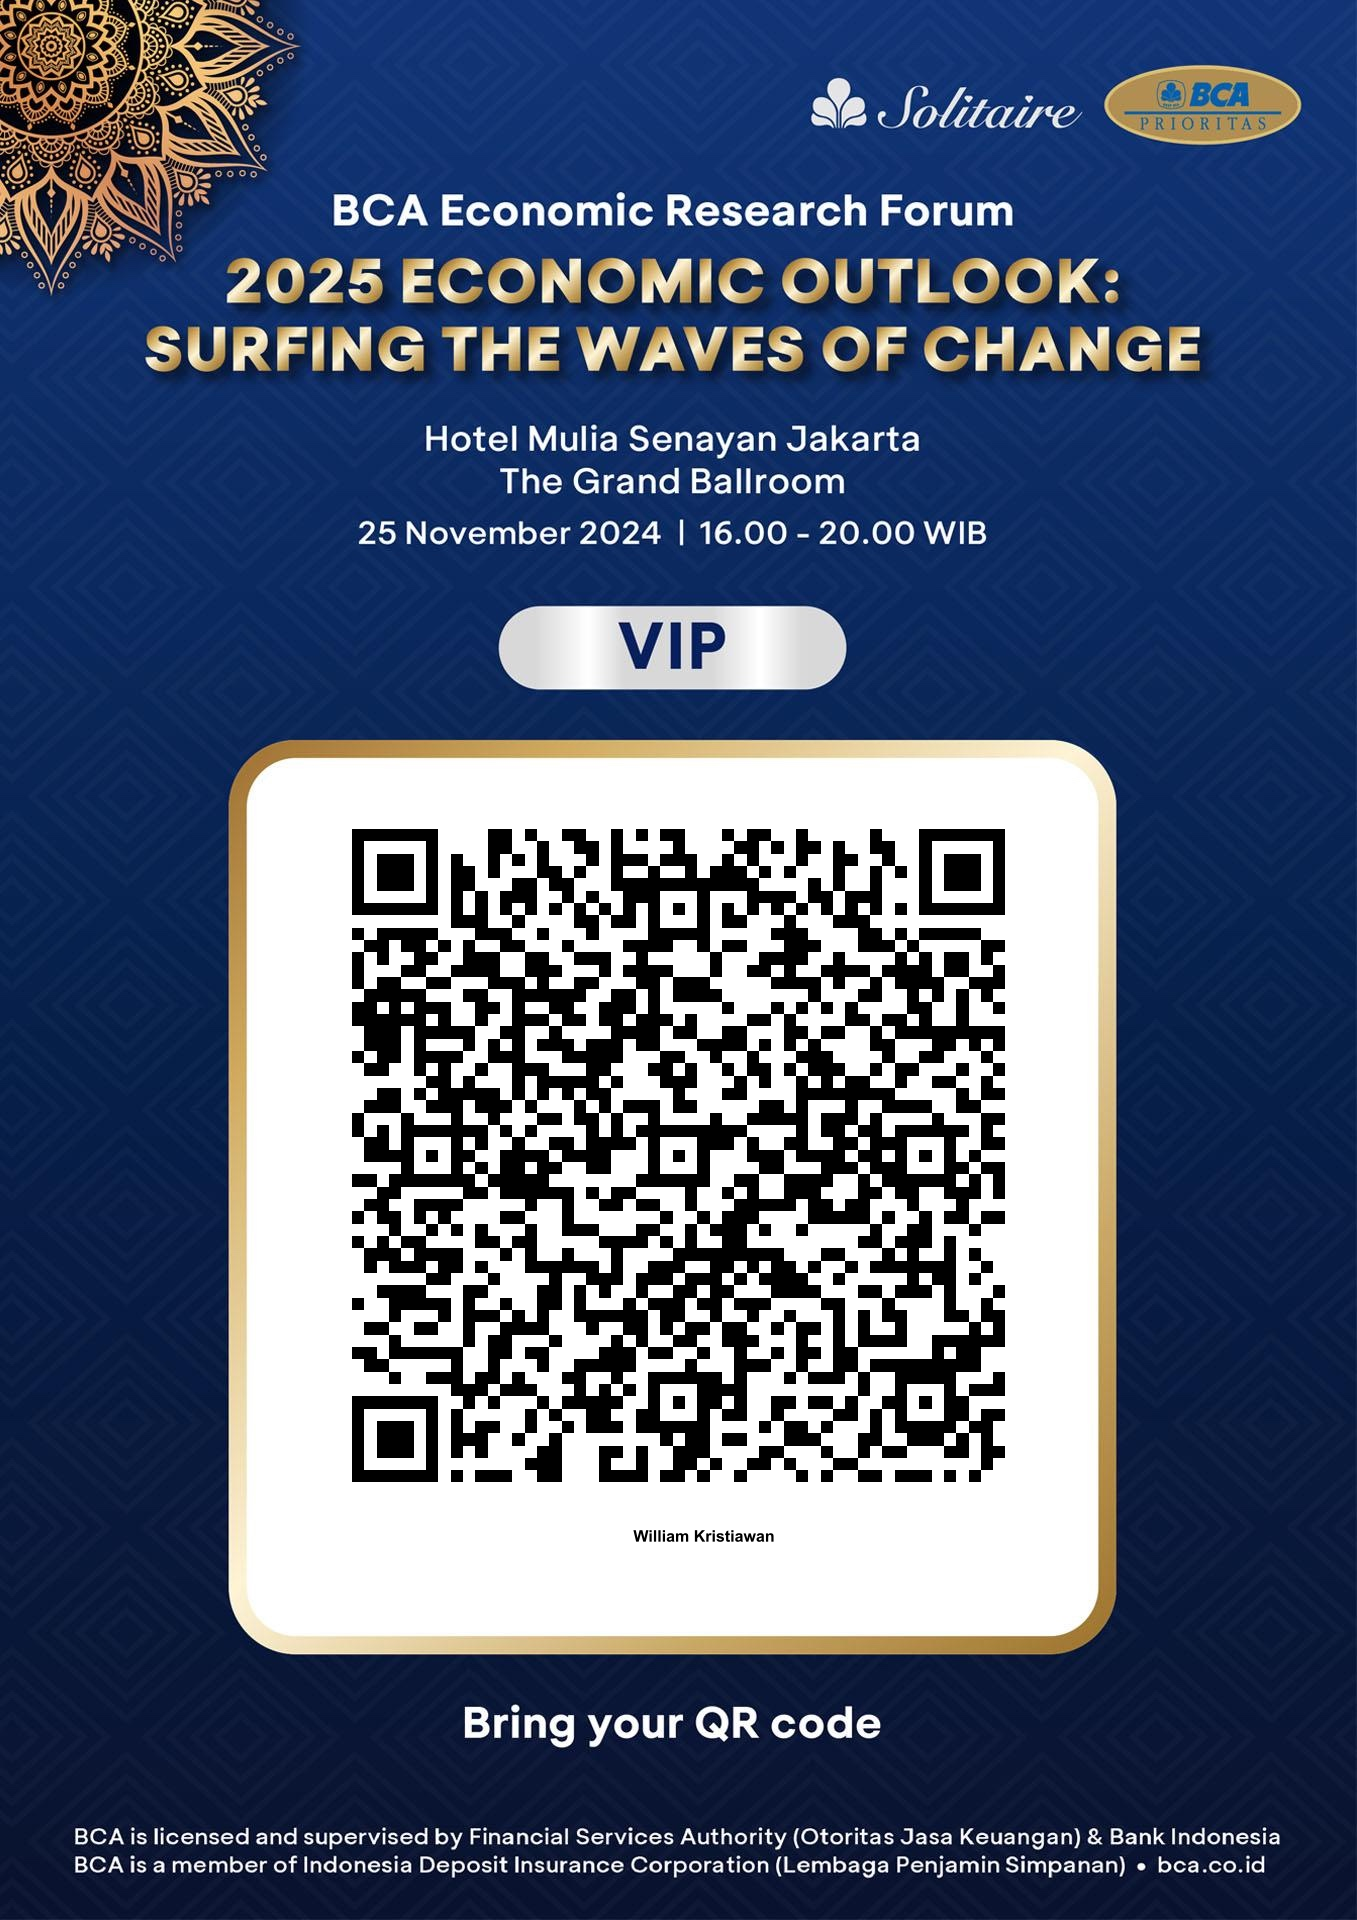 Solitaire
BCA
PRIORITAS
BCA Economic Research Forum
2025 ECONOMIC OUTLOOK:
SURFING THE WAVES OF CHANGE
Hotel Mulia Senayan Jakarta
The Grand Ballroom
25 November 2024 | 16.00 - 20.00 WIB
VIP
William Kristiawan
Bring your QR code
BCA is licensed and supervised by Financial Services Authority (Otoritas Jasa Keuangan) & Bank Indonesia
BCA is a member of Indonesia Deposit Insurance Corporation (Lembaga Penjamin Simpanan) • bca.co.id